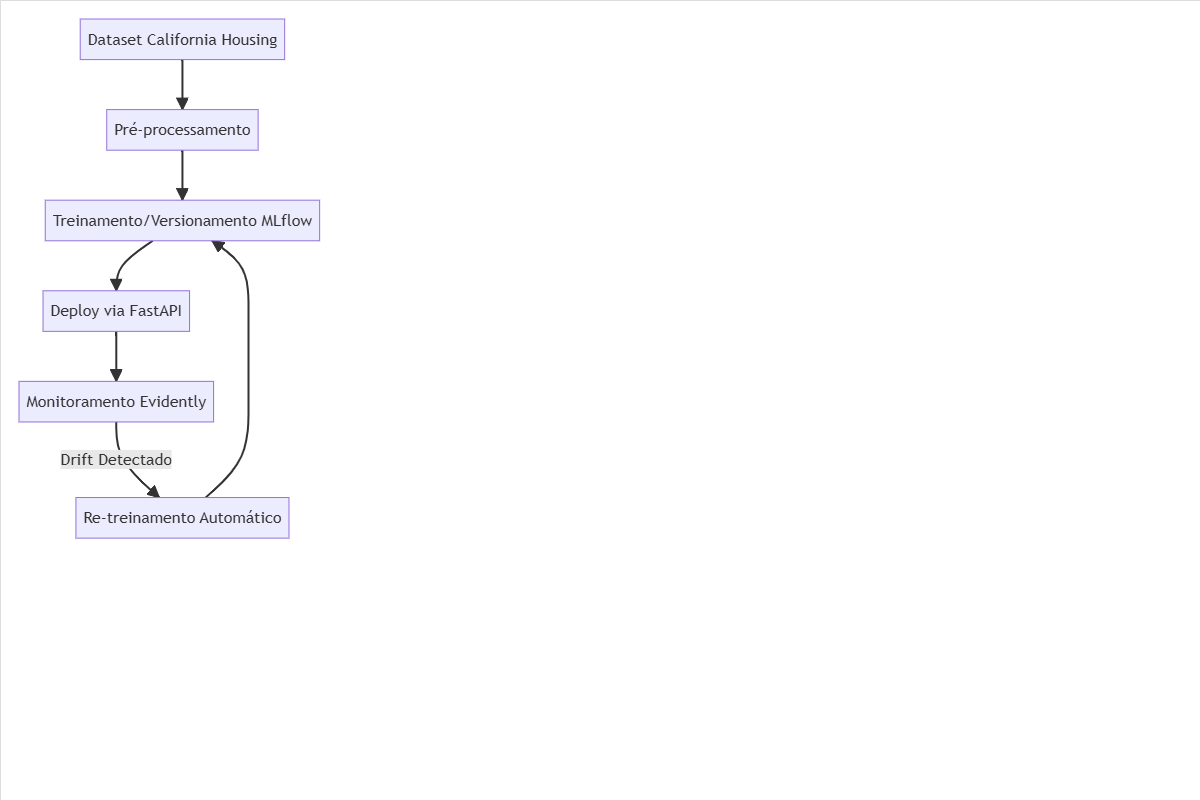 Dataset California Housing
Pré-processamento
Treinamento/Versionamento MLflow
Deploy via FastAPI
Monitoramento Evidently
Drift Detectado
Re-treinamento Automático